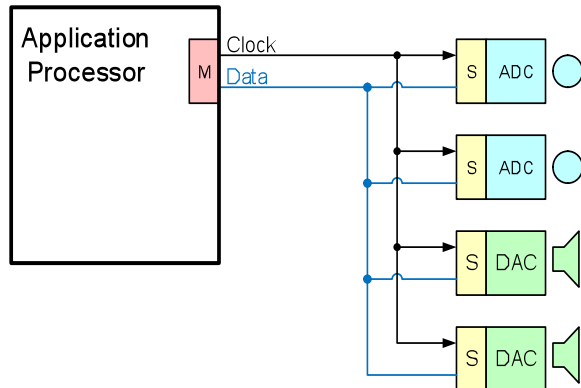 Application
Processor
M
Clock
Data
S ADC
S ADC
S DAC
S DAC